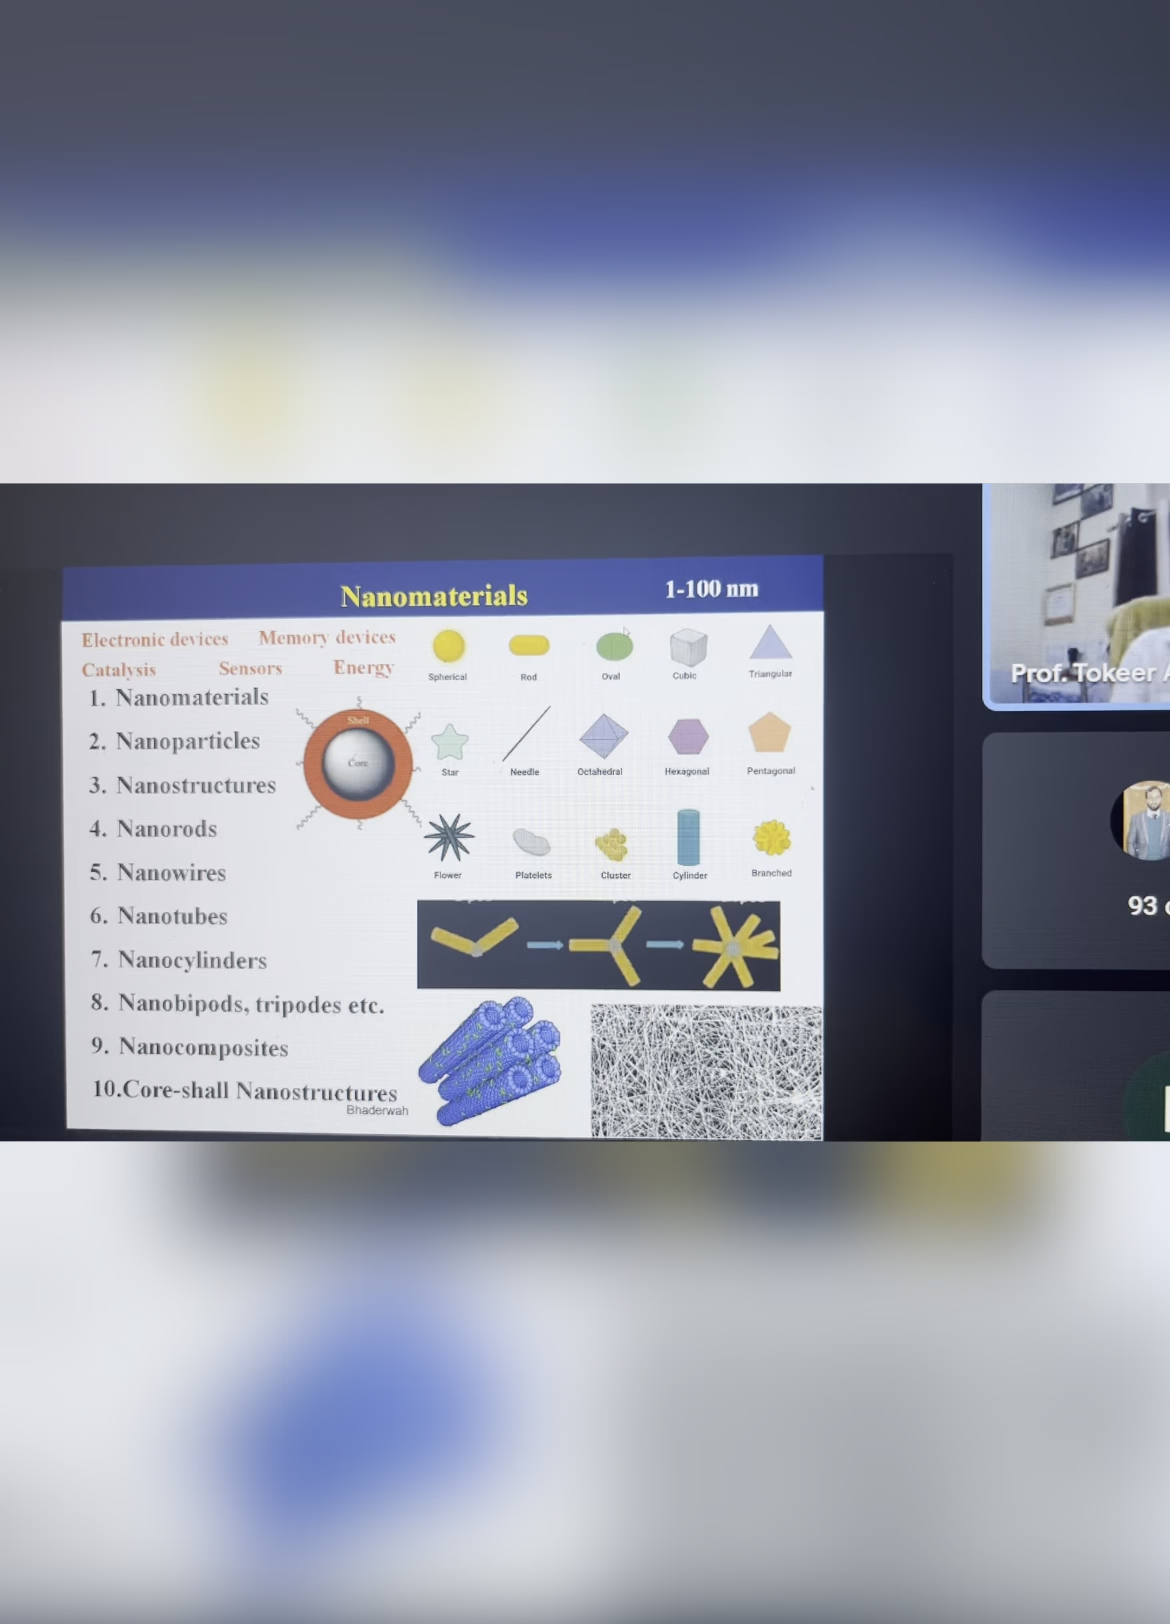 Nanomaterials
1-100 nm
Electronic devices Memory devices
Catalysis Sensors Energy
1. Nanomaterials
2. Nanoparticles
3. Nanostructures
4. Nanorods
5. Nanowires
6. Nanotubes
7. Nanocylinders
8. Nanobipods, tripodes etc.
9. Nanocomposites
10.Core-shall Nanostructures
Bhaderwah
Shell
Core
Spherical Rod Oval Cubic Triangular
Star Needle Octahedral Hexagonal Pentagonal
Flower Platelets Cluster Cylinder Branched
Prof. Tokeer
93